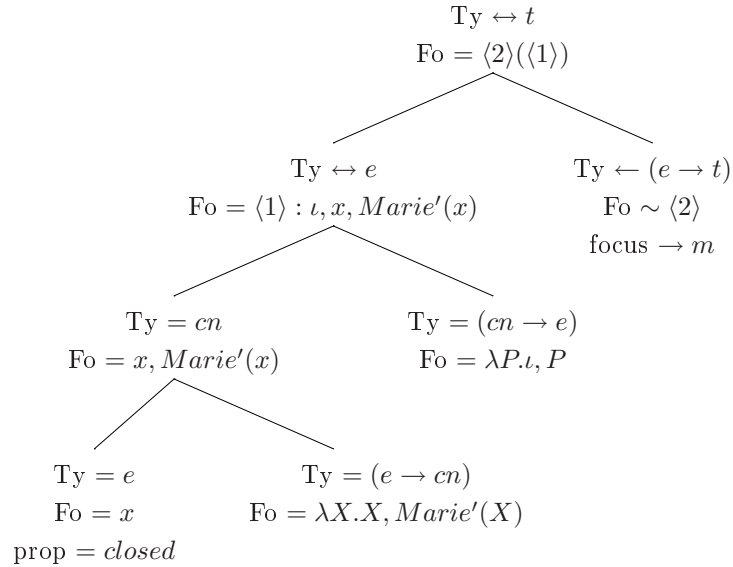 Ty ↔ t
Fo = ⟨2⟩(⟨1⟩)
Ty ↔ e
Ty ← (e → t)
Fo = ⟨1⟩ : ι, x, Marie′(x)
Fo ∼ ⟨2⟩
focus → m
Ty = cn
Ty = (cn → e)
Fo = x, Marie′(x)
Fo = λP.ι, P
Ty = e
Ty = (e → cn)
Fo = x
Fo = λX.X, Marie′(X)
prop = closed